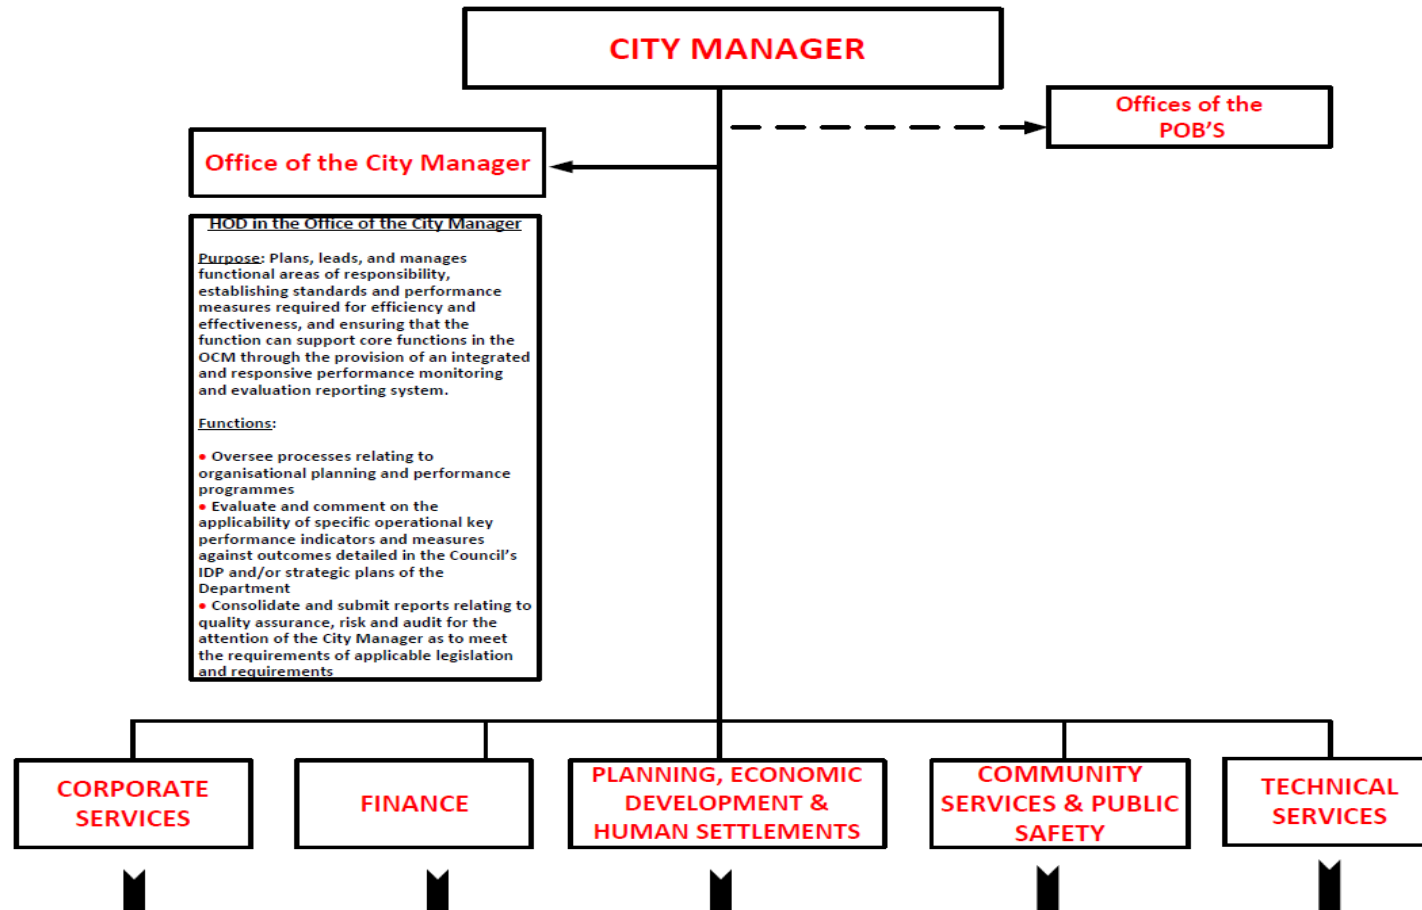 CITY MANAGER
Offices of the
POB'S
Office of the City Manager
HOD in the Office of the City Manager
Purpose: Plans, leads, and manages
functional areas of responsibility,
establishing standards and performance
measures required for efficiency and
effectiveness, and ensuring that the
function can support core functions in the
OCM through the provision of an integrated
and responsive performance monitoring
and evaluation reporting system.
Functions:
• Oversee processes relating to
organisational planning and performance
programmes
• Evaluate and comment on the
applicability of specific operational key
performance indicators and measures
against outcomes detailed in the Council's
IDP and/or strategic plans of the
Department
• Consolidate and submit reports relating to
quality assurance, risk and audit for the
attention of the City Manager as to meet
the requirements of applicable legislation
and requirements
CORPORATE
SERVICES
FINANCE
PLANNING, ECONOMIC
DEVELOPMENT &
HUMAN SETTLEMENTS
COMMUNITY
SERVICES & PUBLIC
SAFETY
TECHNICAL
SERVICES